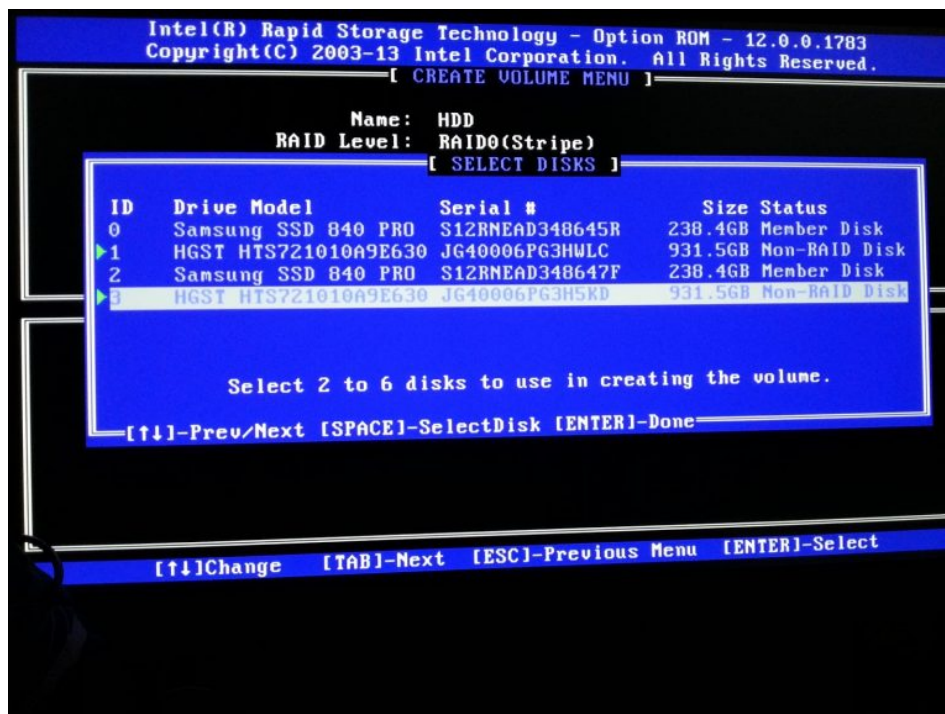 Intel(R) Rapid Storage Technology - Option ROM - 12.0.0.1783
Copyright(C) 2003-13 Intel Corporation. All Rights Reserved.
[ CREATE VOLUME MENU ]
Name: HDD
RAID Level: RAID0(Stripe)
[ SELECT DISKS ]
ID Drive Model Serial # Size Status
0 Samsung SSD 840 PRO S12RNEAD348645R 238.4GB Member Disk
1 HGST HTS721010A9E630 JG40006PG3HWLC 931.5GB Non-RAID Disk
2 Samsung SSD 840 PRO S12RNEAD348647F 238.4GB Member Disk
3 HGST HTS721010A9E630 JG40006PG3H5KD 931.5GB Non-RAID Disk
Select 2 to 6 disks to use in creating the volume.
[↑↓]-Prev/Next [SPACE]-SelectDisk [ENTER]-Done
[↑↓]Change [TAB]-Next [ESC]-Previous Menu [ENTER]-Select